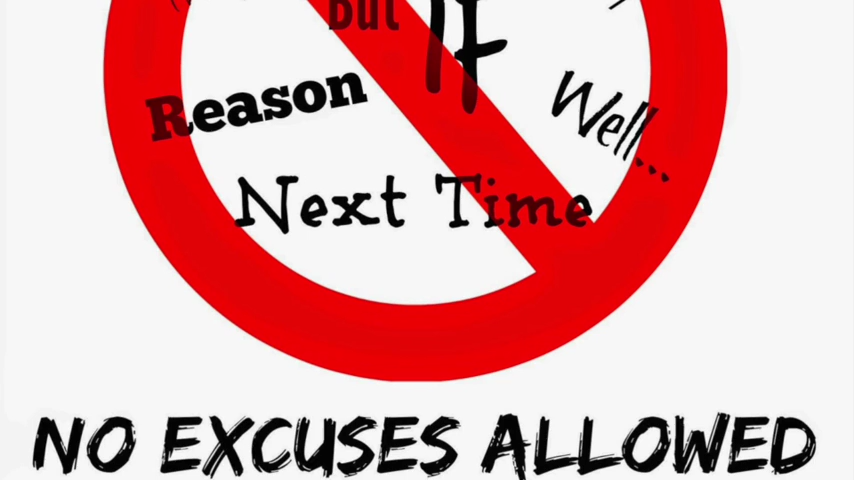 But
IF
Reason
Well...
Next Time
NO EXCUSES ALLOWED